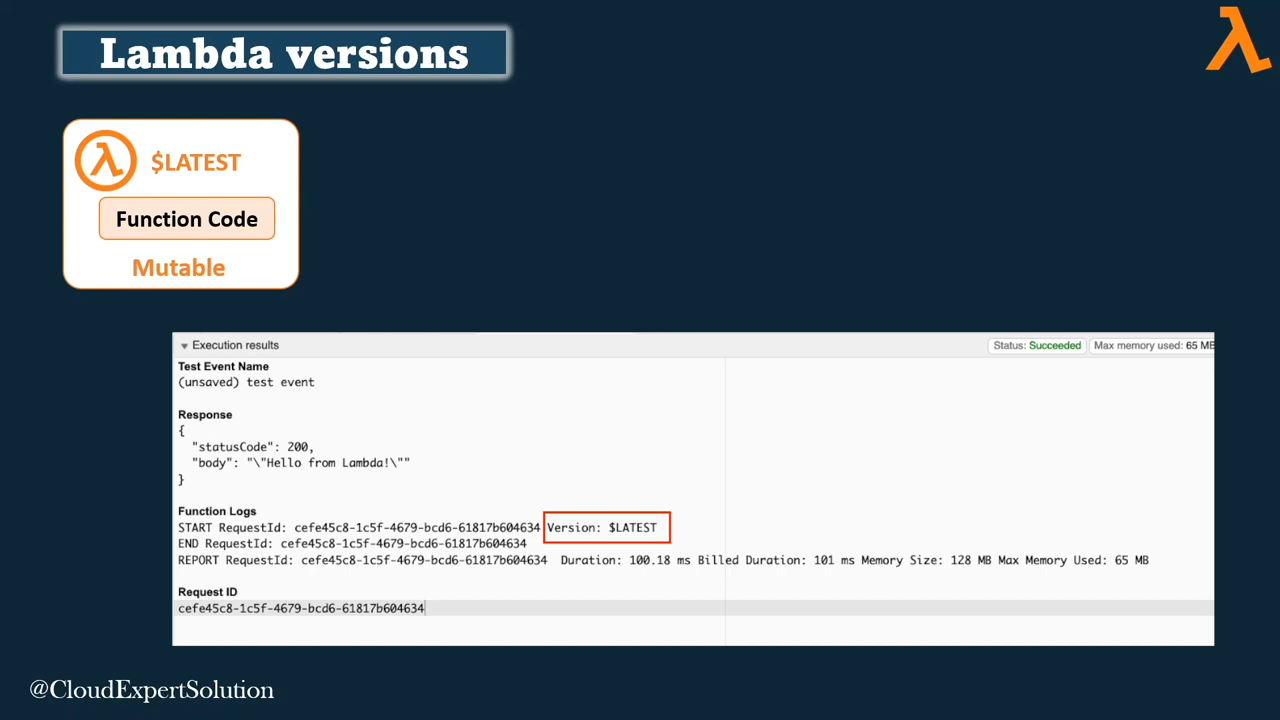 Lambda versions
λ
λ $LATEST
Function Code
Mutable
Execution results Status: Succeeded Max memory used: 65 MB
Test Event Name
(unsaved) test event
Response
{
"statusCode": 200,
"body": "\"Hello from Lambda!\""
}
Function Logs
START RequestId: cefe45c8-1c5f-4679-bcd6-61817b604634 Version: $LATEST
END RequestId: cefe45c8-1c5f-4679-bcd6-61817b604634
REPORT RequestId: cefe45c8-1c5f-4679-bcd6-61817b604634 Duration: 100.18 ms Billed Duration: 101 ms Memory Size: 128 MB Max Memory Used: 65 MB
Request ID
cefe45c8-1c5f-4679-bcd6-61817b604634
@CloudExpertSolution